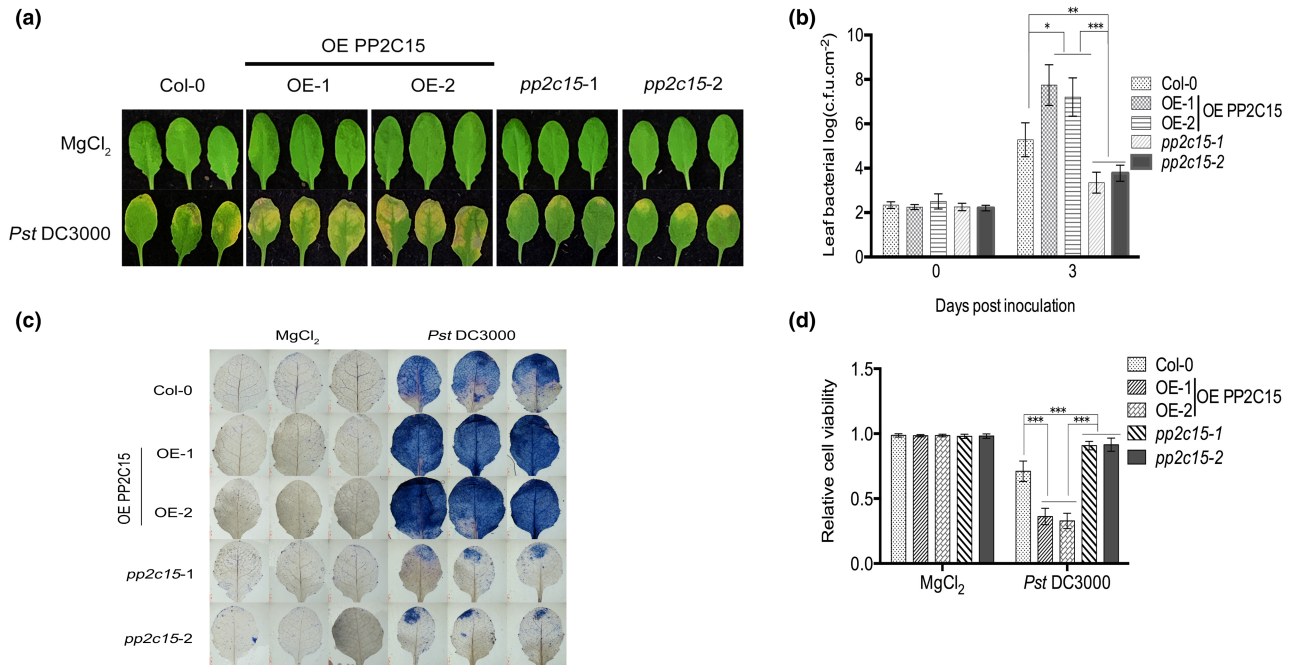 (a)
OE PP2C15
Col-0 OE-1 OE-2 pp2c15-1 pp2c15-2
MgCl2
Pst DC3000
(b)
Leaf bacterial log(c.f.u.cm-2)
10
8
6
4
2
0
0 3
Days post inoculation
* ** ***
Col-0
OE-1
OE-2
OE PP2C15
pp2c15-1
pp2c15-2
(c)
MgCl2 Pst DC3000
Col-0
OE PP2C15
OE-1
OE-2
pp2c15-1
pp2c15-2
(d)
Relative cell viability
1.5
1.0
0.5
0.0
MgCl2 Pst DC3000
***
*** ***
Col-0
OE-1
OE-2
OE PP2C15
pp2c15-1
pp2c15-2